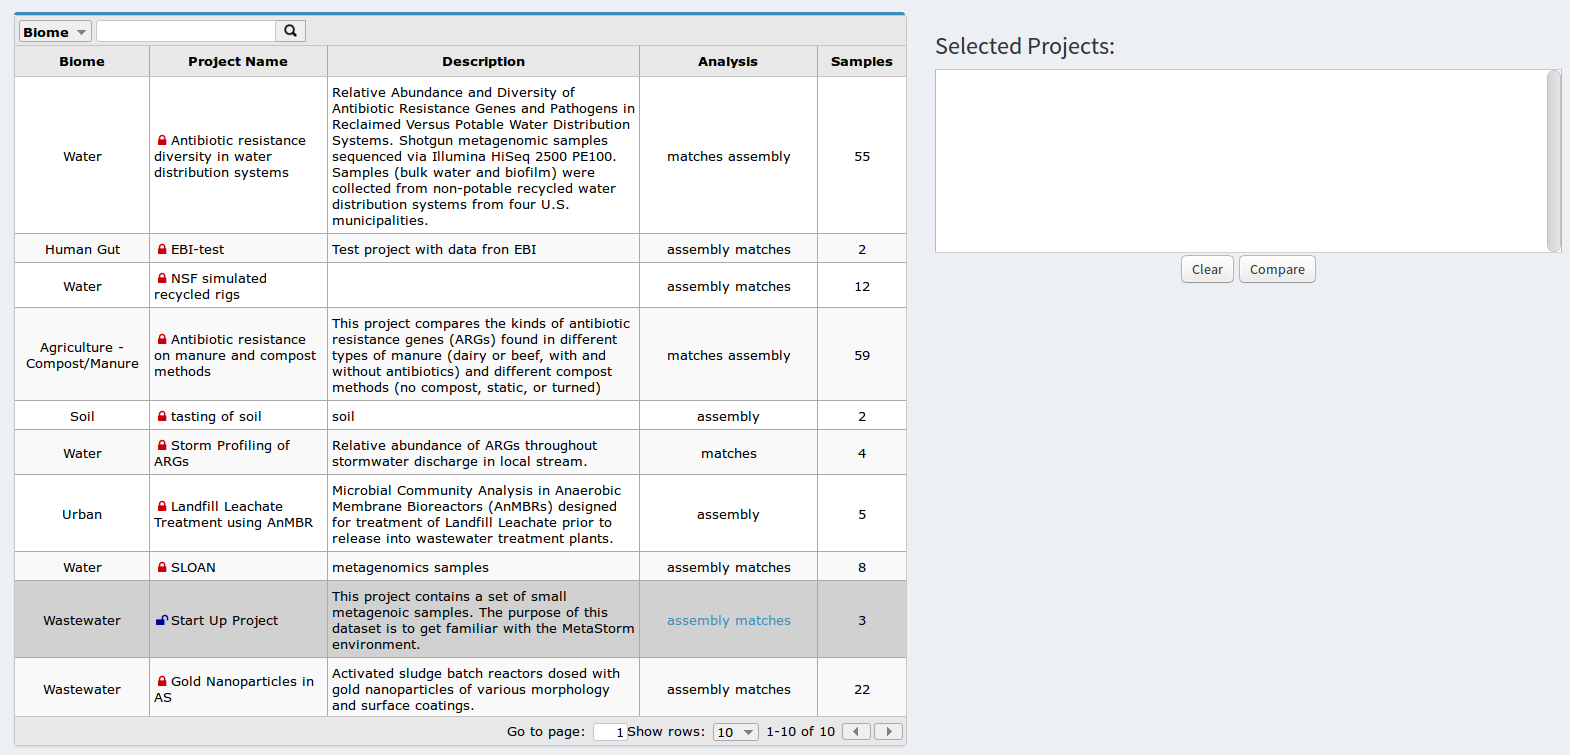 Biome
Selected Projects:
Biome Project Name Description Analysis Samples
Water
Antibiotic resistance
diversity in water
distribution systems
Relative Abundance and Diversity of
Antibiotic Resistance Genes and Pathogens in
Reclaimed Versus Potable Water Distribution
Systems. Shotgun metagenomic samples
sequenced via Illumina HiSeq 2500 PE100.
Samples (bulk water and biofilm) were
collected from non-potable recycled water
distribution systems from four U.S.
municipalities.
matches assembly
55
Human Gut
EBI-test
Test project with data fron EBI
assembly matches
2
Water
NSF simulated
recycled rigs
assembly matches
12
Agriculture -
Compost/Manure
Antibiotic resistance
on manure and compost
methods
This project compares the kinds of antibiotic
resistance genes (ARGs) found in different
types of manure (dairy or beef, with and
without antibiotics) and different compost
methods (no compost, static, or turned)
matches assembly
59
Soil
tasting of soil
soil
assembly
2
Water
Storm Profiling of
ARGs
Relative abundance of ARGs throughout
stormwater discharge in local stream.
matches
4
Urban
Landfill Leachate
Treatment using AnMBR
Microbial Community Analysis in Anaerobic
Membrane Bioreactors (AnMBRs) designed
for treatment of Landfill Leachate prior to
release into wastewater treatment plants.
assembly
5
Water
SLOAN
metagenomics samples
assembly matches
8
Wastewater
Start Up Project
This project contains a set of small
metagenoic samples. The purpose of this
dataset is to get familiar with the MetaStorm
environment.
assembly matches
3
Wastewater
Gold Nanoparticles in
AS
Activated sludge batch reactors dosed with
gold nanoparticles of various morphology
and surface coatings.
assembly matches
22
Go to page: 1 Show rows: 10 1-10 of 10
Clear Compare